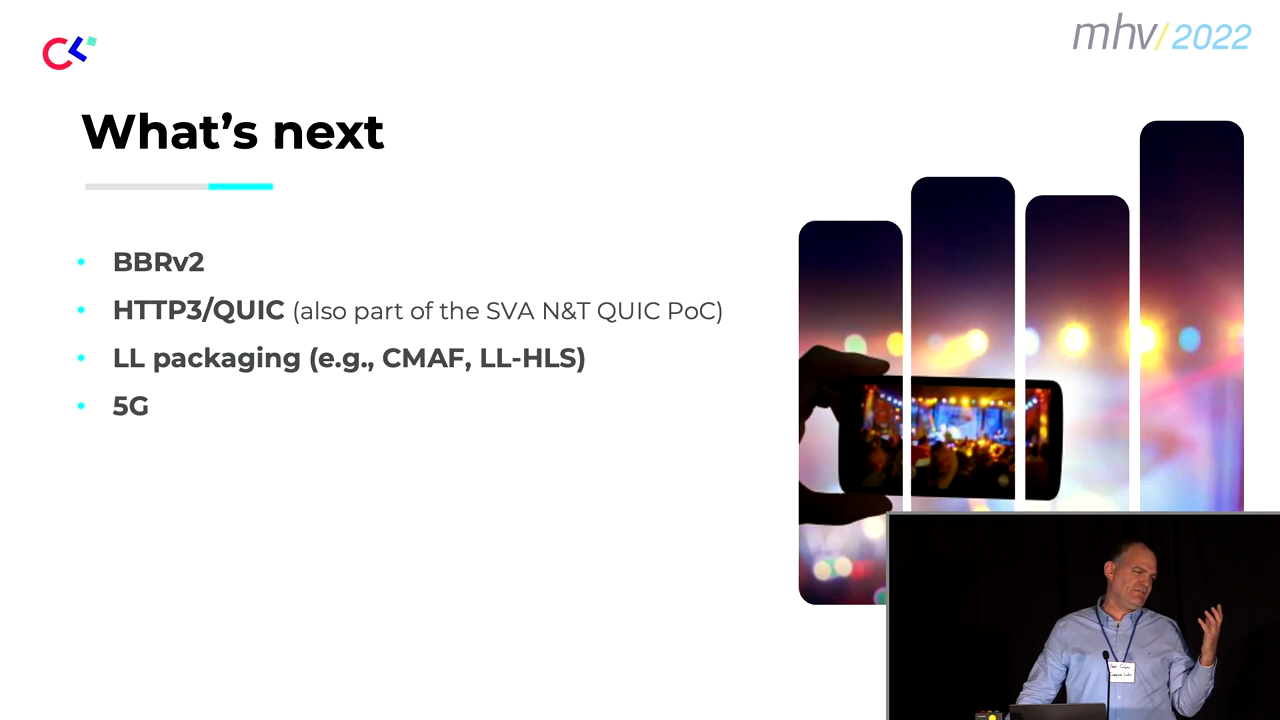 mhv/2022
What's next
• BBRv2
• HTTP3/QUIC (also part of the SVA N&T QUIC PoC)
• LL packaging (e.g., CMAF, LL-HLS)
• 5G